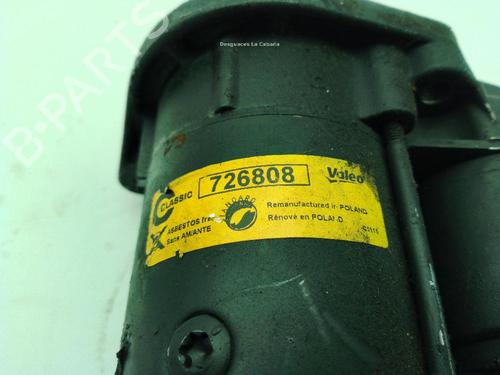 Desguaces La Cabaña
B-PARTS
CLASSIC
726808
Valeo
ASBESTOS free
Sans AMIANTE
Remanufactured in POLAND
Rénové en POLAND